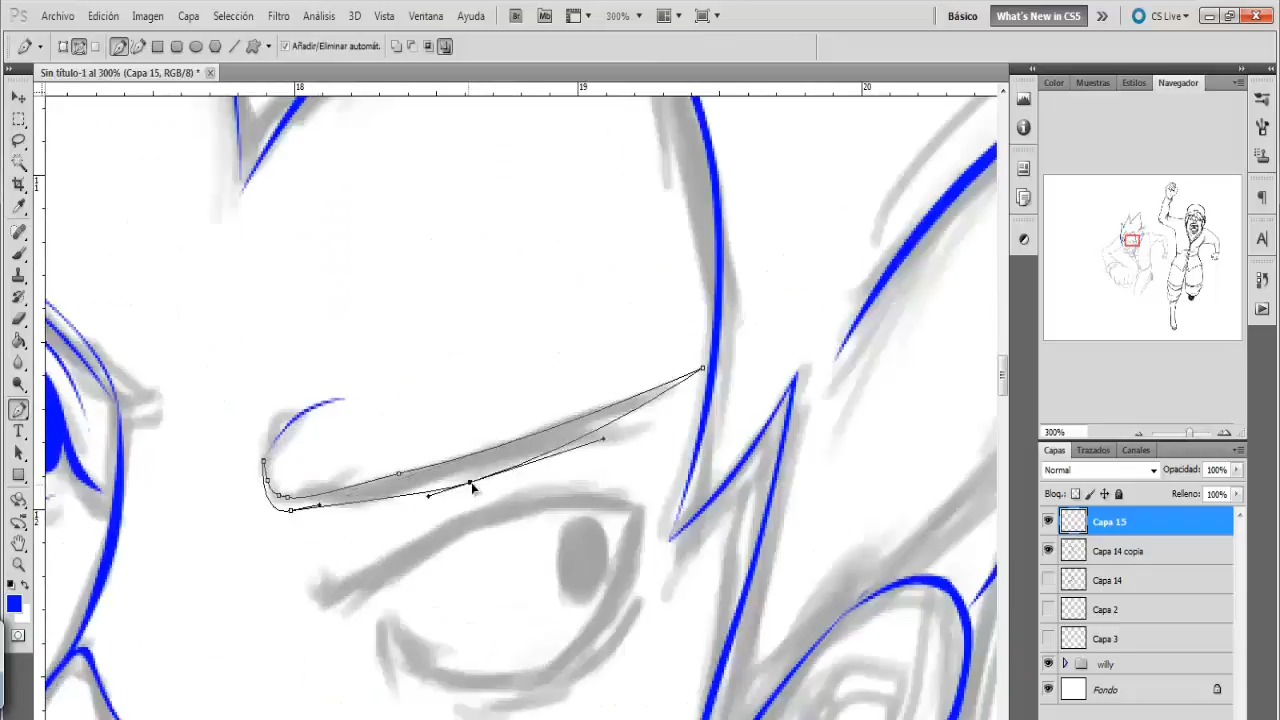 Ps Archivo Edición Imagen Capa Selección Filtro Análisis 3D Vista Ventana Ayuda Br Mb 300% Básico What's New in CS5 CS Live
Añadir/Eliminar automát.
Sin título-1 al 300% (Capa 15, RGB/8) *
18 19 20
Color Muestras Estilos Navegador
300%
Capas Trazados Canales
Normal Opacidad: 100%
Bloq.: Relleno: 100%
Capa 15
Capa 14 copia
Capa 14
Capa 2
Capa 3
willy
Fondo